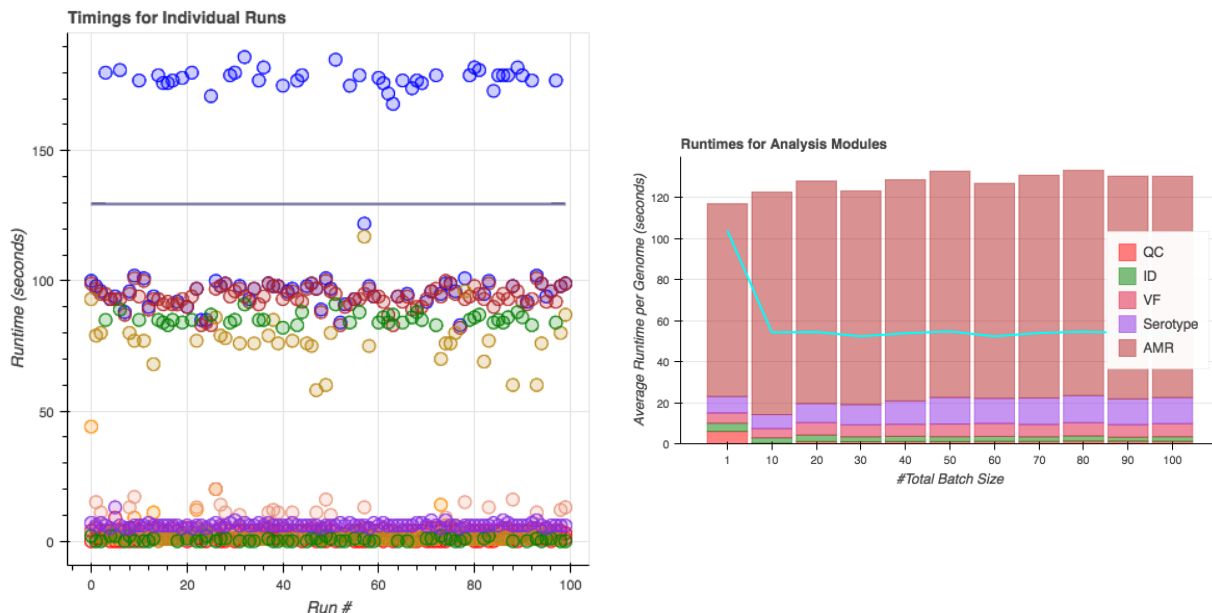 Timings for Individual Runs
150
100
50
0
Runtime (seconds)
0 20 40 60 80 100
Run #
Runtimes for Analysis Modules
120
100
80
60
40
20
0
Average Runtime per Genome (seconds)
QC
ID
VF
Serotype
AMR
1 10 20 30 40 50 60 70 80 90 100
#Total Batch Size